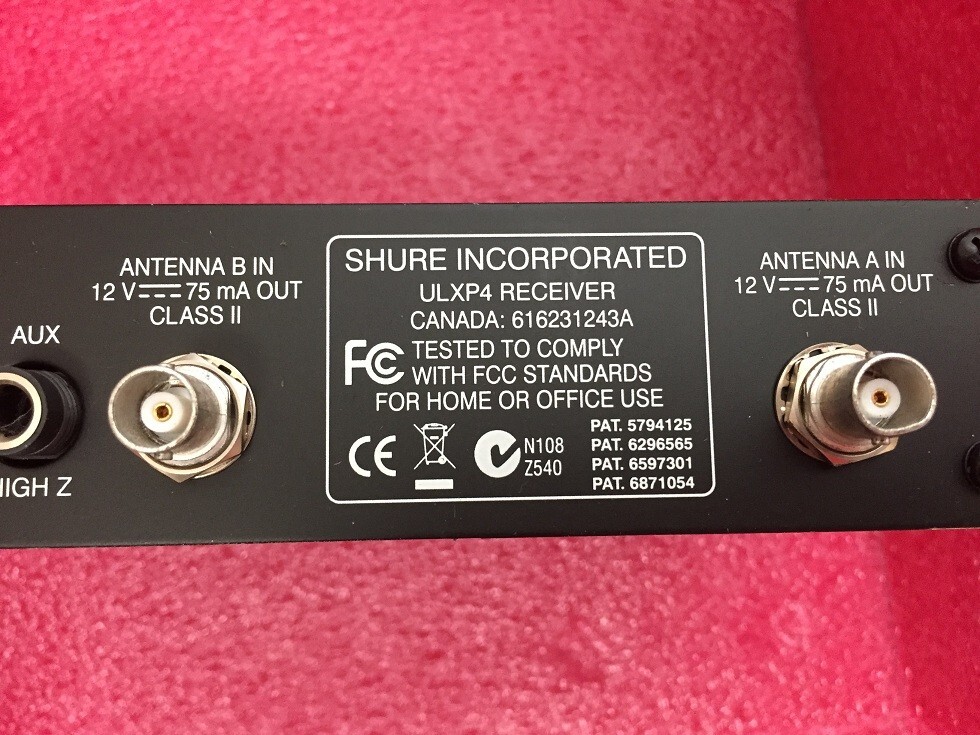 ANTENNA B IN
12 V⎓75 mA OUT
CLASS II
AUX
HIGH Z
SHURE INCORPORATED
ULXP4 RECEIVER
CANADA: 616231243A
FC TESTED TO COMPLY
WITH FCC STANDARDS
FOR HOME OR OFFICE USE
CE
N108
Z540
PAT. 5794125
PAT. 6296565
PAT. 6597301
PAT. 6871054
ANTENNA A IN
12 V⎓75 mA OUT
CLASS II